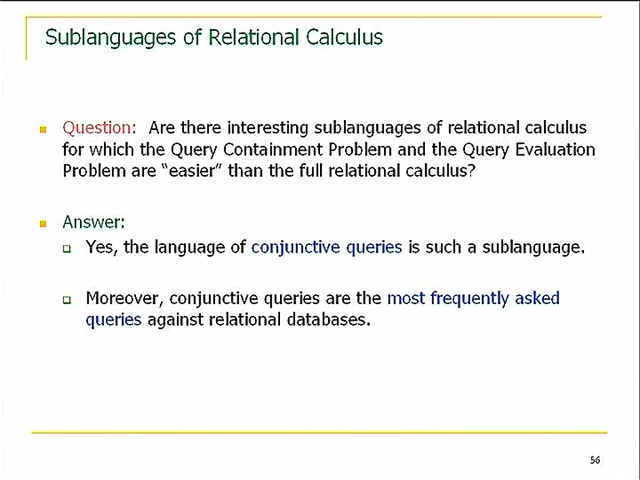 Sublanguages of Relational Calculus
Question: Are there interesting sublanguages of relational calculus
for which the Query Containment Problem and the Query Evaluation
Problem are “easier” than the full relational calculus?
Answer:
Yes, the language of conjunctive queries is such a sublanguage.
Moreover, conjunctive queries are the most frequently asked
queries against relational databases.
56